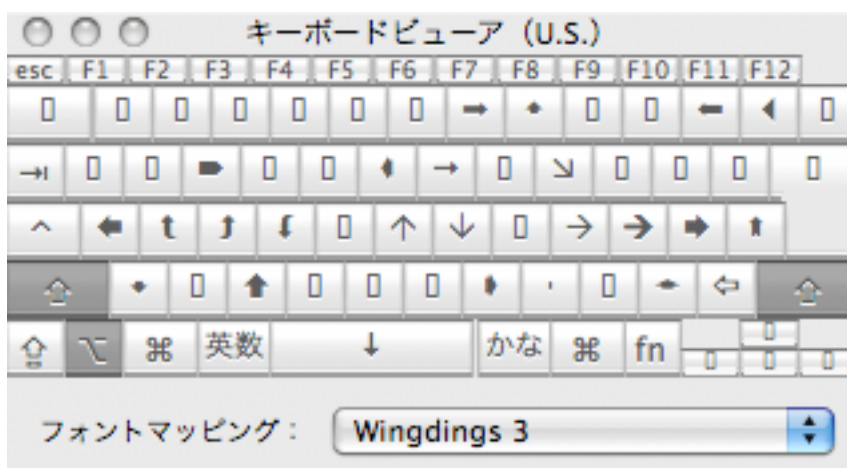 キーボードビューア（U.S.）
esc F1 F2 F3 F4 F5 F6 F7 F8 F9 F10 F11 F12
英数 かな fn
フォントマッピング： Wingdings 3